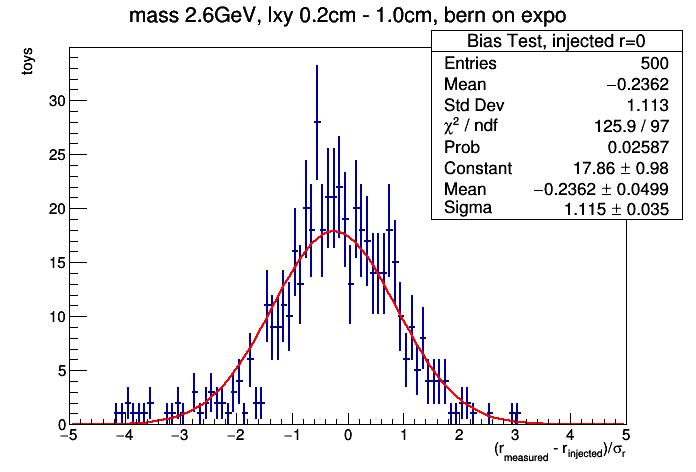 mass 2.6GeV, lxy 0.2cm - 1.0cm, bern on expo
toys
Bias Test, injected r=0
Entries 500
Mean −0.2362
Std Dev 1.113
χ² / ndf 125.9 / 97
Prob 0.02587
Constant 17.86 ± 0.98
Mean −0.2362 ± 0.0499
Sigma 1.115 ± 0.035
30
25
20
15
10
5
0
−5 −4 −3 −2 −1 0 1 2 3 4 5
(r_measured - r_injected)/σ_r